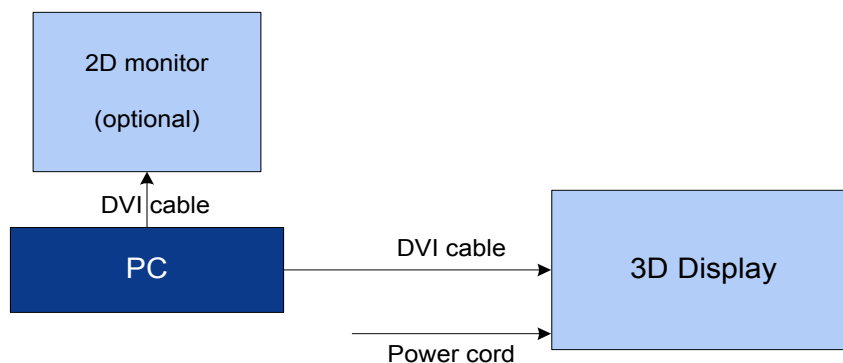 2D monitor
(optional)
DVI cable
PC
DVI cable
3D Display
Power cord